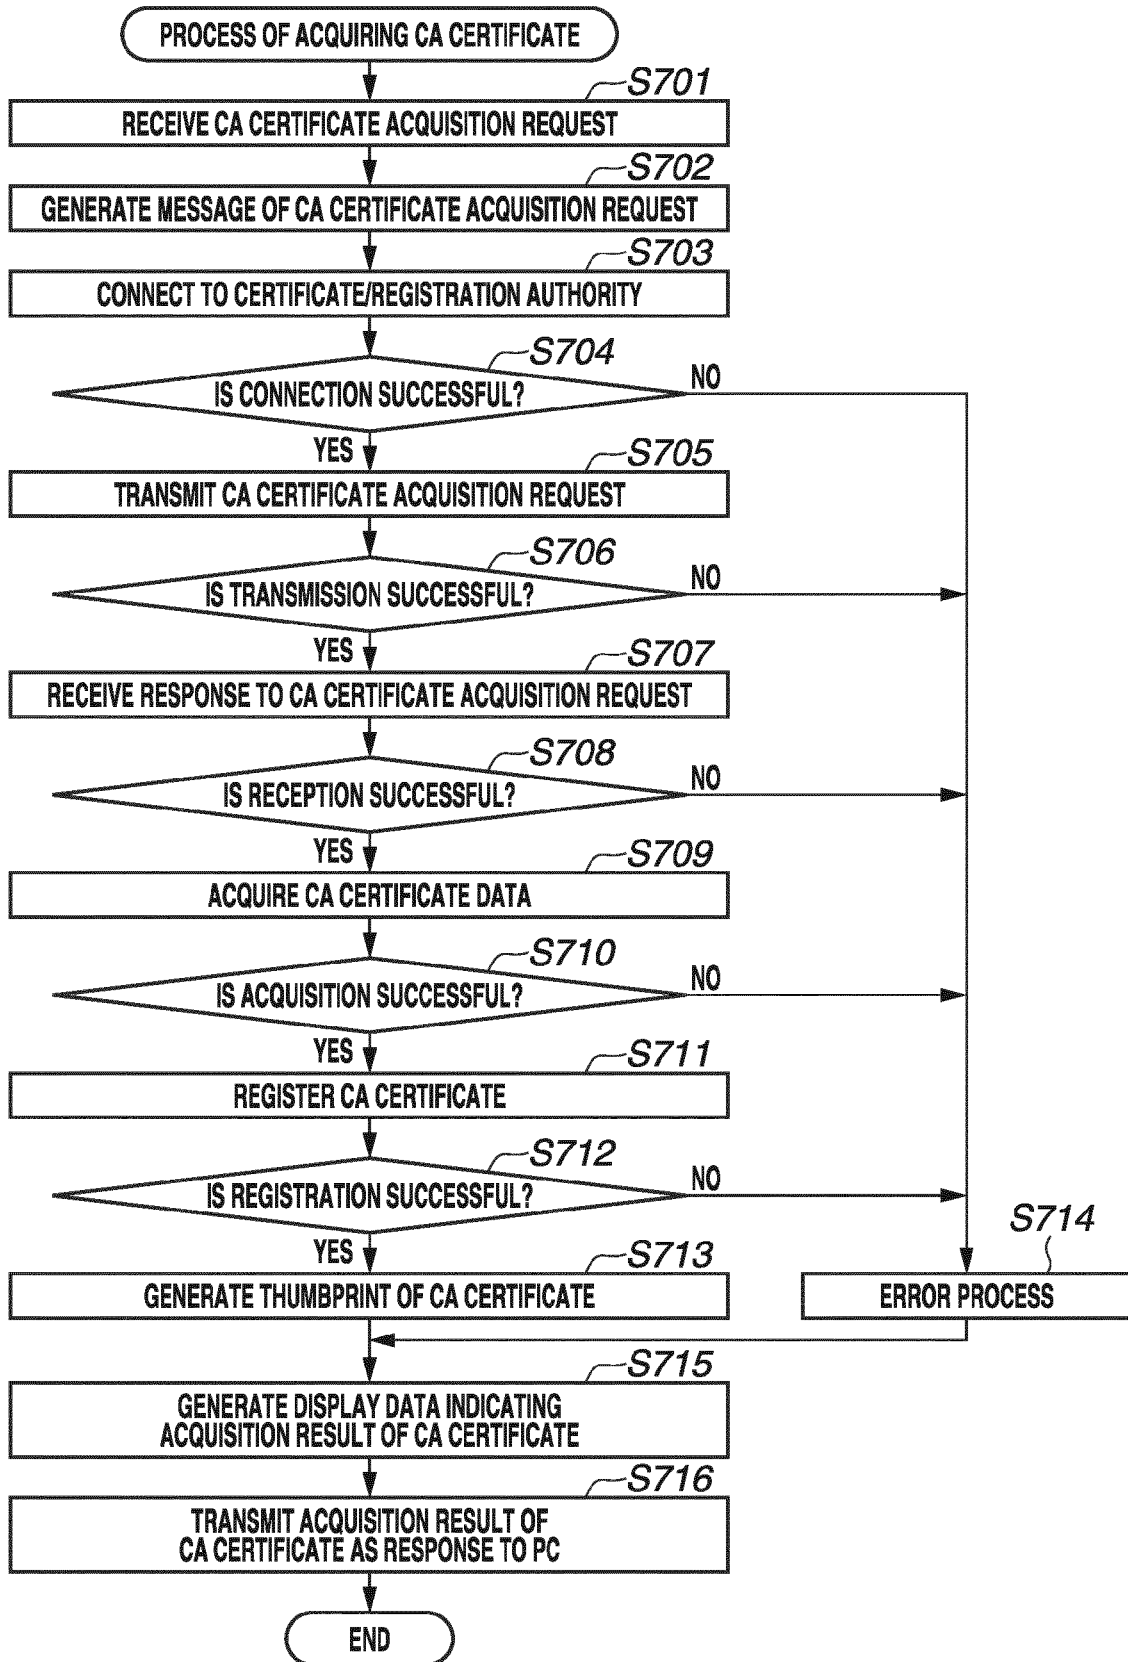 PROCESS OF ACQUIRING CA CERTIFICATE
S701
RECEIVE CA CERTIFICATE ACQUISITION REQUEST
S702
GENERATE MESSAGE OF CA CERTIFICATE ACQUISITION REQUEST
S703
CONNECT TO CERTIFICATE/REGISTRATION AUTHORITY
S704
IS CONNECTION SUCCESSFUL?
NO
YES
S705
TRANSMIT CA CERTIFICATE ACQUISITION REQUEST
S706
IS TRANSMISSION SUCCESSFUL?
NO
YES
S707
RECEIVE RESPONSE TO CA CERTIFICATE ACQUISITION REQUEST
S708
IS RECEPTION SUCCESSFUL?
NO
YES
S709
ACQUIRE CA CERTIFICATE DATA
S710
IS ACQUISITION SUCCESSFUL?
NO
YES
S711
REGISTER CA CERTIFICATE
S712
IS REGISTRATION SUCCESSFUL?
NO
YES
S713
GENERATE THUMBPRINT OF CA CERTIFICATE
S714
ERROR PROCESS
S715
GENERATE DISPLAY DATA INDICATING
ACQUISITION RESULT OF CA CERTIFICATE
S716
TRANSMIT ACQUISITION RESULT OF
CA CERTIFICATE AS RESPONSE TO PC
END